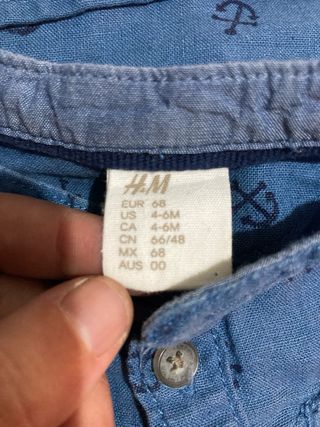 H&M
EUR 68
US 4-6M
CA 4-6M
CN 66/48
MX 68
AUS 00